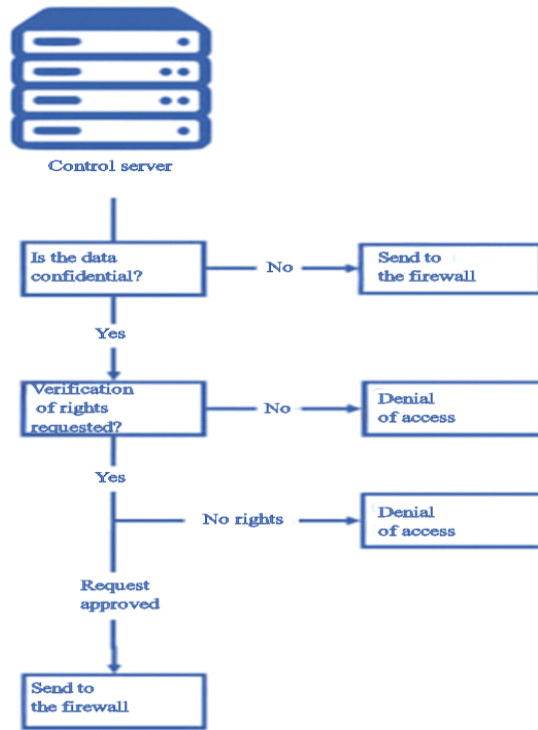 Control server
Is the data
confidential?
No
Send to
the firewall
Yes
Verification
of rights
requested?
No
Denial
of access
Yes
No rights
Denial
of access
Request
approved
Send to
the firewall